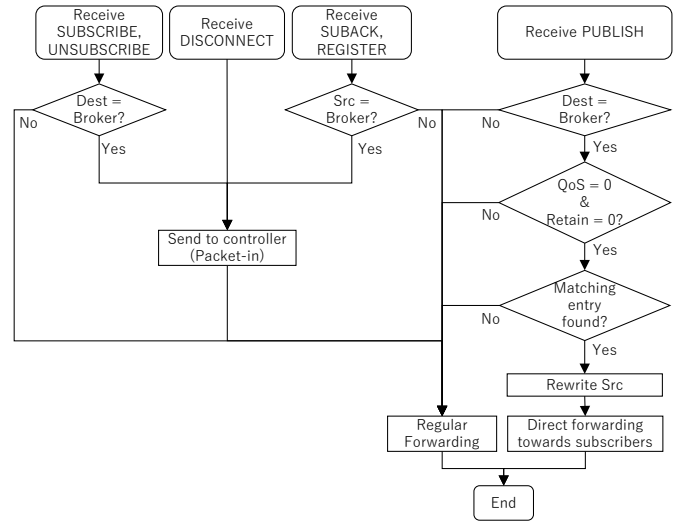 Receive
SUBSCRIBE,
UNSUBSCRIBE
Receive
DISCONNECT
Receive
SUBACK,
REGISTER
Receive PUBLISH
Dest =
Broker?
No
Yes
Src =
Broker?
No
Yes
Dest =
Broker?
No
Yes
QoS = 0
&
Retain = 0?
No
Yes
Send to controller
(Packet-in)
Matching
entry
found?
No
Yes
Rewrite Src
Regular
Forwarding
Direct forwarding
towards subscribers
End